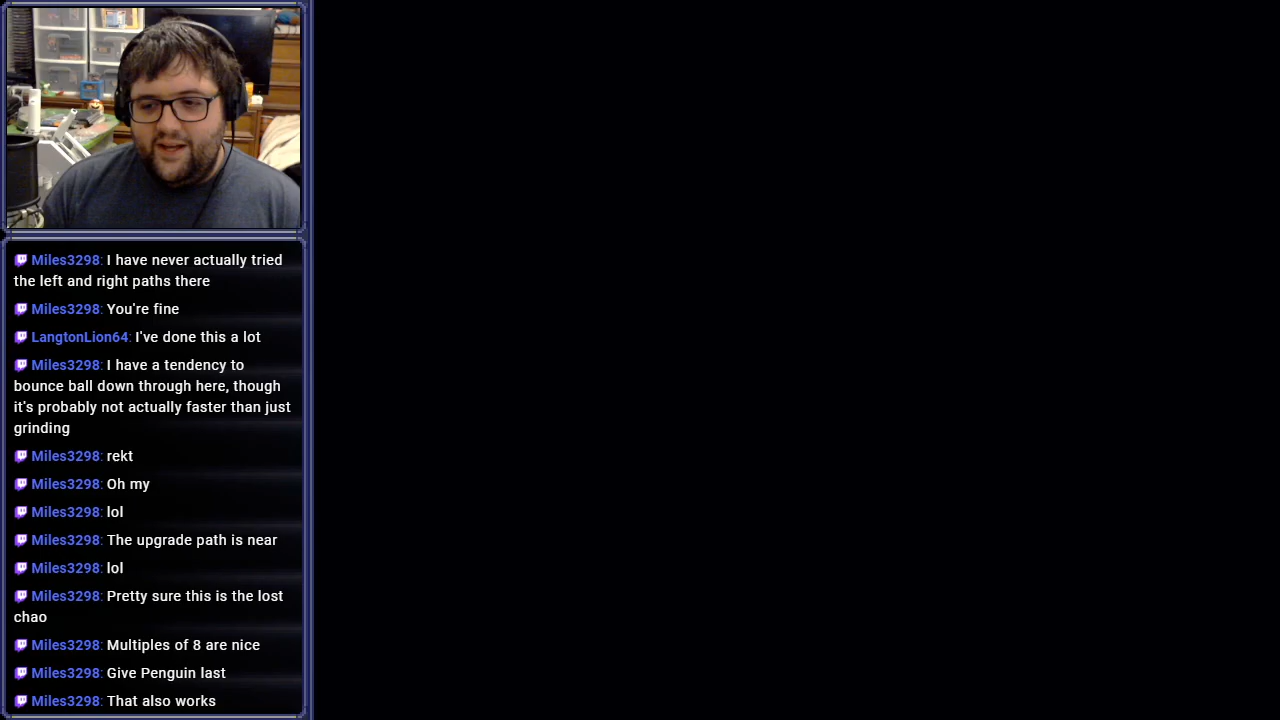 Miles3298: I have never actually tried
the left and right paths there
Miles3298: You're fine
LangtonLion64: I've done this a lot
Miles3298: I have a tendency to
bounce ball down through here, though
it's probably not actually faster than just
grinding
Miles3298: rekt
Miles3298: Oh my
Miles3298: lol
Miles3298: The upgrade path is near
Miles3298: lol
Miles3298: Pretty sure this is the lost
chao
Miles3298: Multiples of 8 are nice
Miles3298: Give Penguin last
Miles3298: That also works